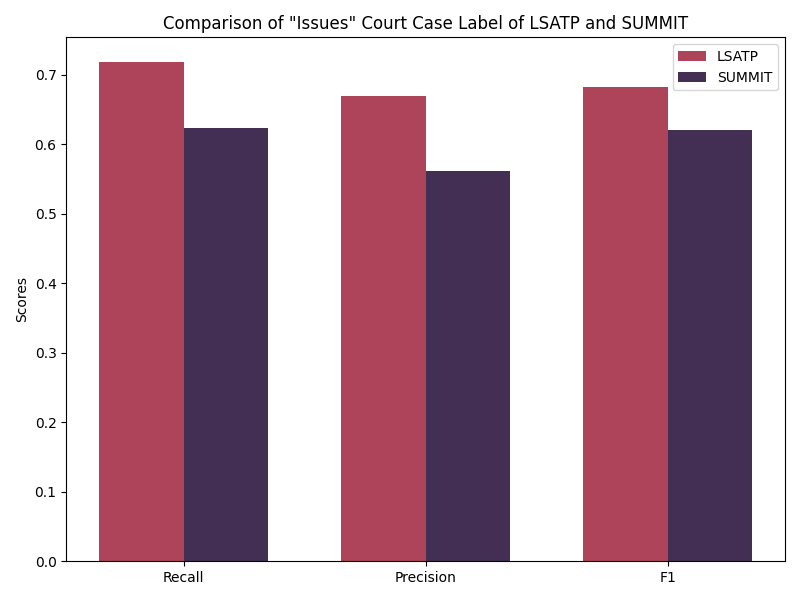 Comparison of "Issues" Court Case Label of LSATP and SUMMIT
LSATP
SUMMIT
Scores
0.7
0.6
0.5
0.4
0.3
0.2
0.1
0.0
Recall
Precision
F1